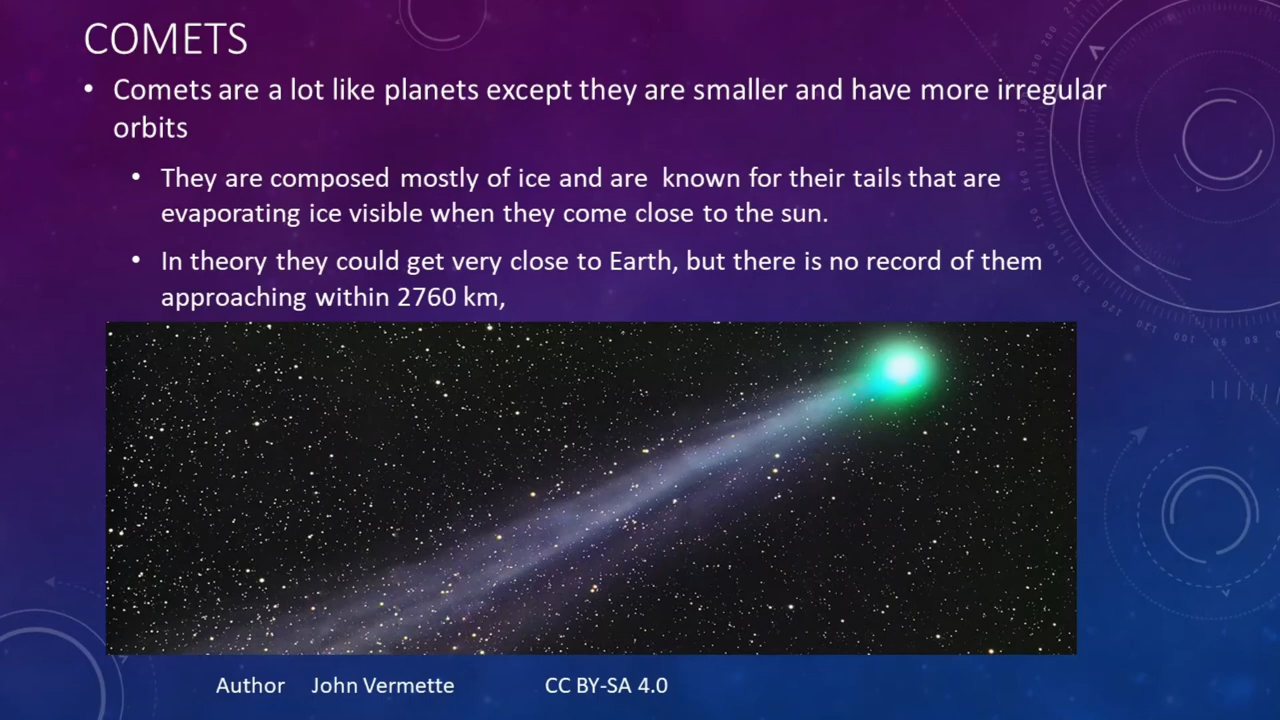 COMETS
• Comets are a lot like planets except they are smaller and have more irregular
orbits
• They are composed mostly of ice and are known for their tails that are
evaporating ice visible when they come close to the sun.
• In theory they could get very close to Earth, but there is no record of them
approaching within 2760 km,
Author John Vermette CC BY-SA 4.0